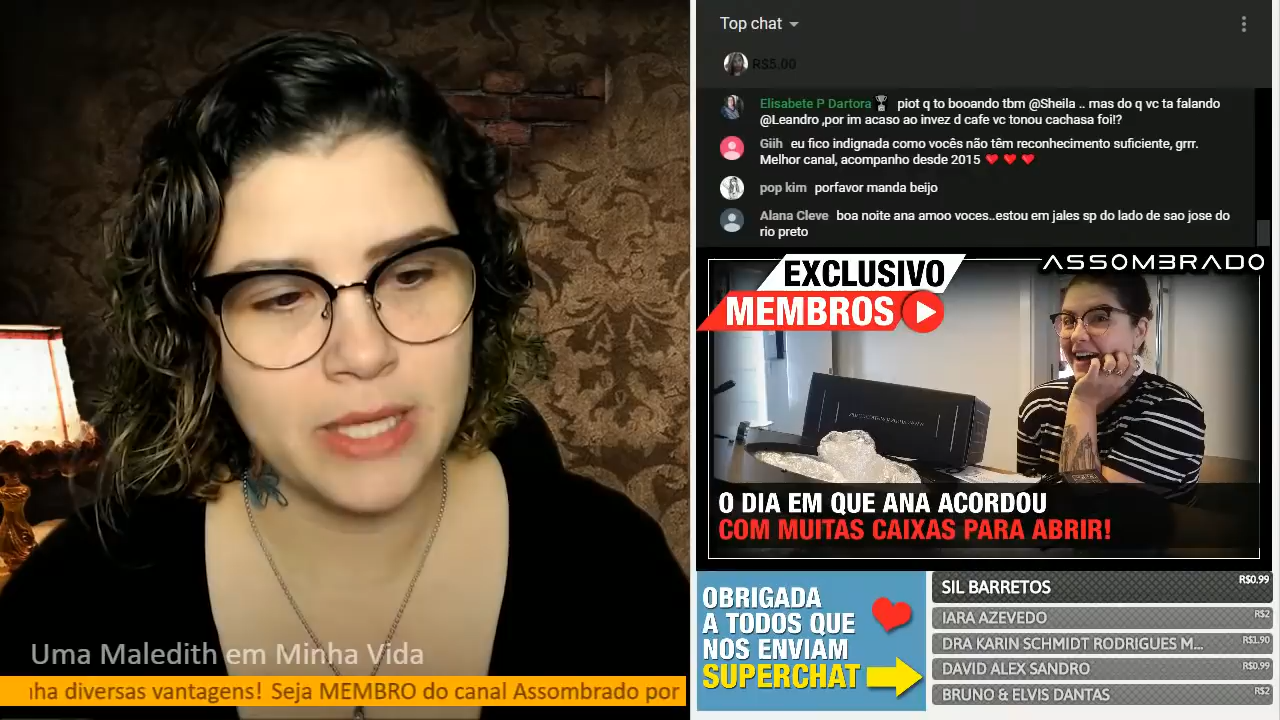 Top chat
R$5.00
Elisabete P Dartora piot q to booando tbm @Sheila .. mas do q vc ta falando
@Leandro ,por im acaso ao invez d cafe vc tonou cachasa foi!?
Giih eu fico indignada como vocês não têm reconhecimento suficiente, grrr.
Melhor canal, acompanho desde 2015 ❤️ ❤️ ❤️
pop kim porfavor manda beijo
Alana Cleve boa noite ana amoo voces..estou em jales sp do lado de sao jose do
rio preto
ASSOMBRADO
EXCLUSIVO
MEMBROS
O DIA EM QUE ANA ACORDOU
COM MUITAS CAIXAS PARA ABRIR!
OBRIGADA
A TODOS QUE
NOS ENVIAM
SUPERCHAT
SIL BARRETOS R$0.99
IARA AZEVEDO R$2
DRA KARIN SCHMIDT RODRIGUES M... R$1.90
DAVID ALEX SANDRO R$0.99
BRUNO & ELVIS DANTAS R$2
Uma Maledith em Minha Vida
nha diversas vantagens! Seja MEMBRO do canal Assombrado por